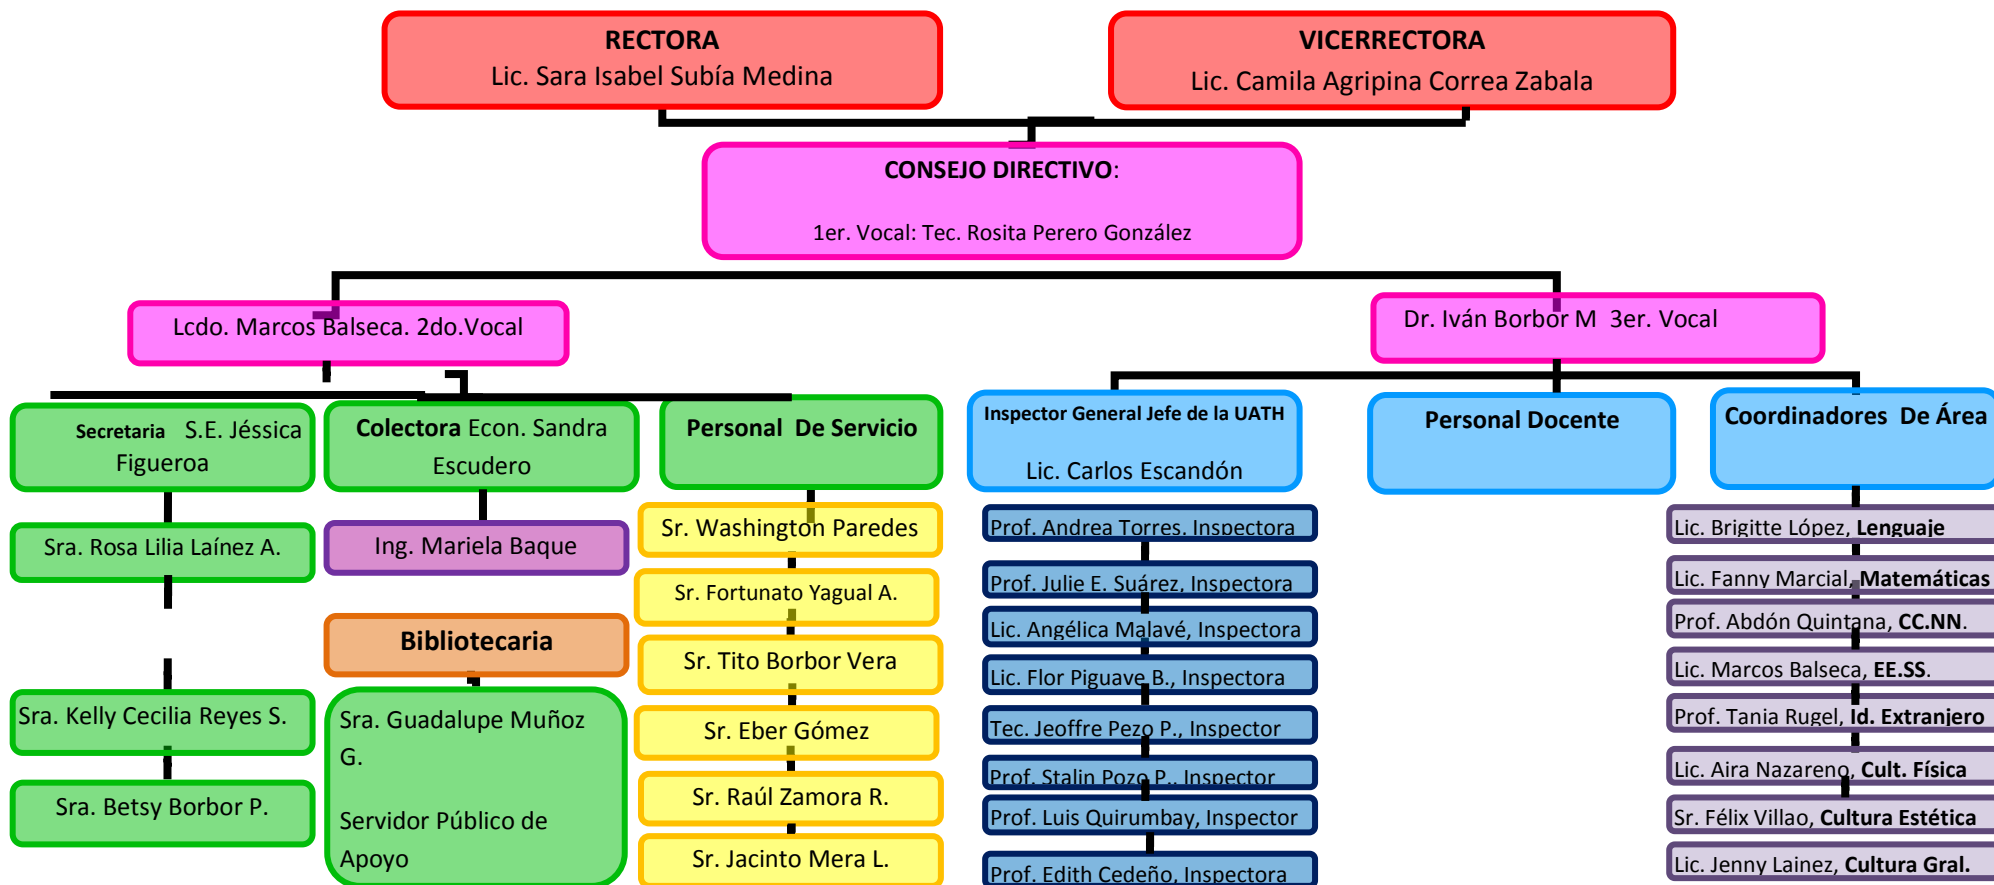 RECTORA
Lic. Sara Isabel Subía Medina
VICERRECTORA
Lic. Camila Agripina Correa Zabala
CONSEJO DIRECTIVO:
1er. Vocal: Tec. Rosita Perero González
Lcdo. Marcos Balseca. 2do.Vocal
Dr. Iván Borbor M 3er. Vocal
Secretaria S.E. Jéssica
Figueroa
Colectora Econ. Sandra
Escudero
Personal De Servicio
Inspector General Jefe de la UATH
Lic. Carlos Escandón
Personal Docente
Coordinadores De Área
Sra. Rosa Lilia Laínez A.
Sra. Kelly Cecilia Reyes S.
Sra. Betsy Borbor P.
Ing. Mariela Baque
Bibliotecaria
Sra. Guadalupe Muñoz
G.
Servidor Público de
Apoyo
Sr. Washington Paredes
Sr. Fortunato Yagual A.
Sr. Tito Borbor Vera
Sr. Eber Gómez
Sr. Raúl Zamora R.
Sr. Jacinto Mera L.
Prof. Andrea Torres. Inspectora
Prof. Julie E. Suárez, Inspectora
Lic. Angélica Malavé, Inspectora
Lic. Flor Piguave B., Inspectora
Tec. Jeoffre Pezo P., Inspector
Prof. Stalin Pozo P., Inspector
Prof. Luis Quirumbay, Inspector
Prof. Edith Cedeño, Inspectora
Lic. Brigitte López, Lenguaje
Lic. Fanny Marcial, Matemáticas
Prof. Abdón Quintana, CC.NN.
Lic. Marcos Balseca, EE.SS.
Prof. Tania Rugel, Id. Extranjero
Lic. Aira Nazareno, Cult. Física
Sr. Félix Villao, Cultura Estética
Lic. Jenny Lainez, Cultura Gral.